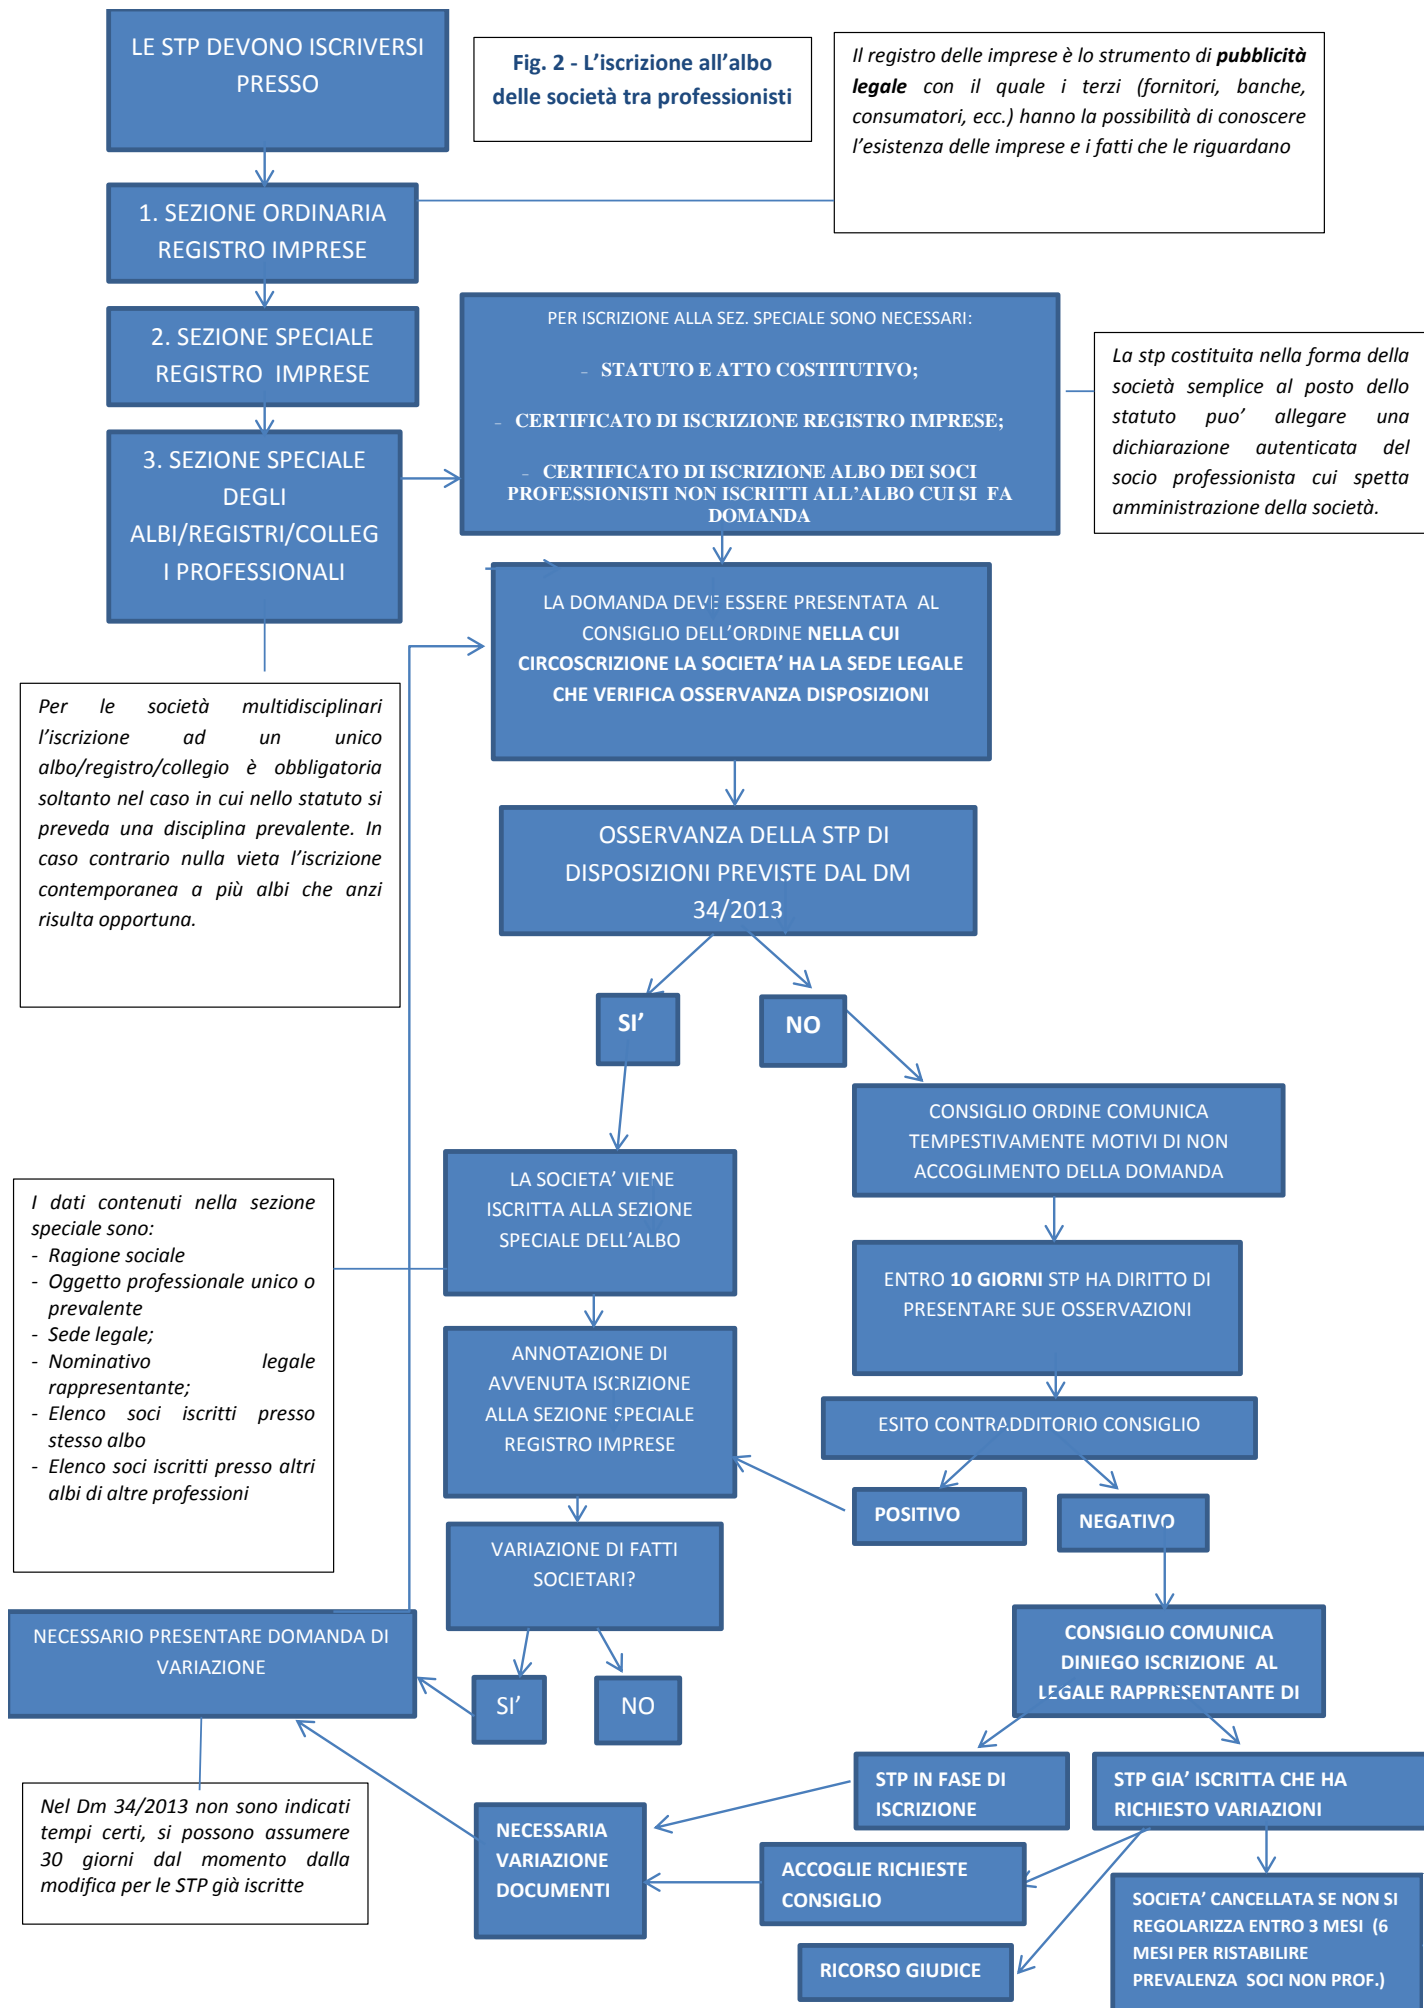 LE STP DEVONO ISCRIVERSI
PRESSO
Fig. 2 - L’iscrizione all’albo
delle società tra professionisti
Il registro delle imprese è lo strumento di pubblicità
legale con il quale i terzi (fornitori, banche,
consumatori, ecc.) hanno la possibilità di conoscere
l’esistenza delle imprese e i fatti che le riguardano
1. SEZIONE ORDINARIA
REGISTRO IMPRESE
2. SEZIONE SPECIALE
REGISTRO IMPRESE
3. SEZIONE SPECIALE
DEGLI
ALBI/REGISTRI/COLLEG
I PROFESSIONALI
PER ISCRIZIONE ALLA SEZ. SPECIALE SONO NECESSARI:
- STATUTO E ATTO COSTITUTIVO;
- CERTIFICATO DI ISCRIZIONE REGISTRO IMPRESE;
- CERTIFICATO DI ISCRIZIONE ALBO DEI SOCI
PROFESSIONISTI NON ISCRITTI ALL’ALBO CUI SI FA
DOMANDA
La stp costituita nella forma della
società semplice al posto dello
statuto puo’ allegare una
dichiarazione autenticata del
socio professionista cui spetta
amministrazione della società.
LA DOMANDA DEVE ESSERE PRESENTATA AL
CONSIGLIO DELL’ORDINE NELLA CUI
CIRCOSCRIZIONE LA SOCIETA’ HA LA SEDE LEGALE
CHE VERIFICA OSSERVANZA DISPOSIZIONI
Per le società multidisciplinari
l’iscrizione ad un unico
albo/registro/collegio è obbligatoria
soltanto nel caso in cui nello statuto si
preveda una disciplina prevalente. In
caso contrario nulla vieta l’iscrizione
contemporanea a più albi che anzi
risulta opportuna.
OSSERVANZA DELLA STP DI
DISPOSIZIONI PREVISTE DAL DM
34/2013
SI’
NO
CONSIGLIO ORDINE COMUNICA
TEMPESTIVAMENTE MOTIVI DI NON
ACCOGLIMENTO DELLA DOMANDA
LA SOCIETA’ VIENE
ISCRITTA ALLA SEZIONE
SPECIALE DELL’ALBO
I dati contenuti nella sezione
speciale sono:
- Ragione sociale
- Oggetto professionale unico o
prevalente
- Sede legale;
- Nominativo legale
rappresentante;
- Elenco soci iscritti presso
stesso albo
- Elenco soci iscritti presso altri
albi di altre professioni
ENTRO 10 GIORNI STP HA DIRITTO DI
PRESENTARE SUE OSSERVAZIONI
ANNOTAZIONE DI
AVVENUTA ISCRIZIONE
ALLA SEZIONE SPECIALE
REGISTRO IMPRESE
ESITO CONTRADDITORIO CONSIGLIO
POSITIVO
NEGATIVO
VARIAZIONE DI FATTI
SOCIETARI?
NECESSARIO PRESENTARE DOMANDA DI
VARIAZIONE
SI’
NO
CONSIGLIO COMUNICA
DINIEGO ISCRIZIONE AL
LEGALE RAPPRESENTANTE DI
STP IN FASE DI
ISCRIZIONE
STP GIA’ ISCRITTA CHE HA
RICHIESTO VARIAZIONI
Nel Dm 34/2013 non sono indicati
tempi certi, si possono assumere
30 giorni dal momento dalla
modifica per le STP già iscritte
NECESSARIA
VARIAZIONE
DOCUMENTI
ACCOGLIE RICHIESTE
CONSIGLIO
RICORSO GIUDICE
SOCIETA’ CANCELLATA SE NON SI
REGOLARIZZA ENTRO 3 MESI (6
MESI PER RISTABILIRE
PREVALENZA SOCI NON PROF.)